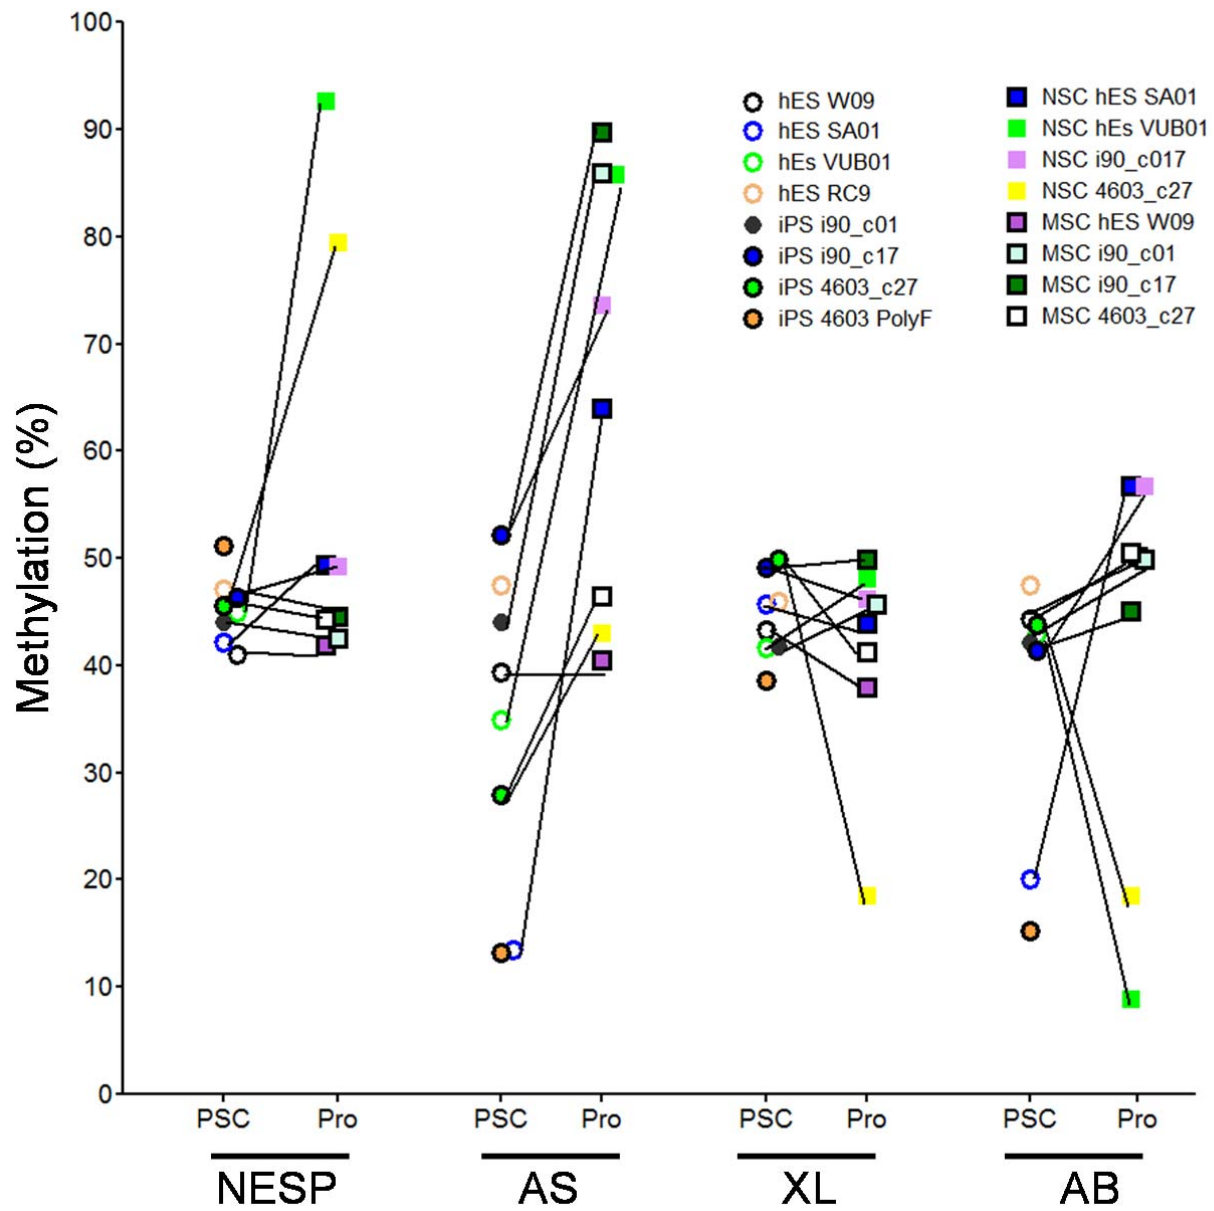 100
90
80
70
60
50
40
30
20
10
0
Methylation (%)
hES W09
hES SA01
hEs VUB01
hES RC9
iPS i90_c01
iPS i90_c17
iPS 4603_c27
iPS 4603 PolyF
NSC hES SA01
NSC hEs VUB01
NSC i90_c017
NSC 4603_c27
MSC hES W09
MSC i90_c01
MSC i90_c17
MSC 4603_c27
PSC Pro PSC Pro PSC Pro PSC Pro
NESP AS XL AB